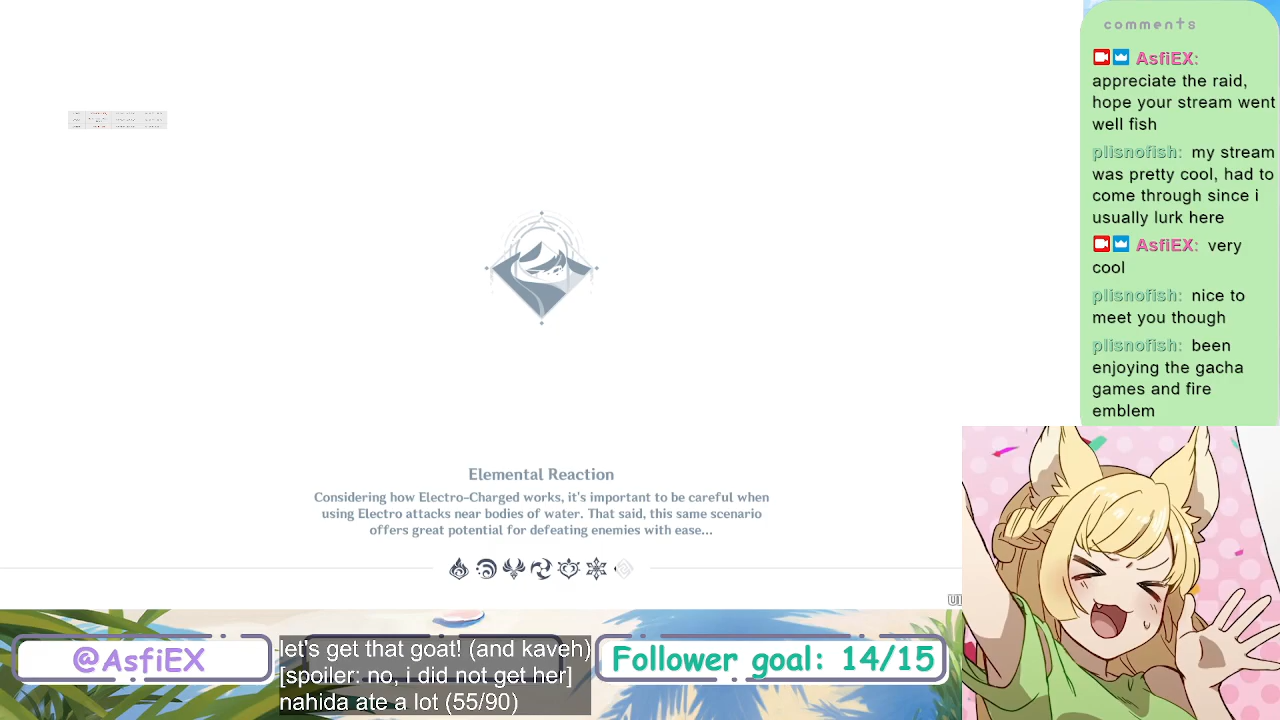 comments
AsfiEX:
appreciate the raid,
hope your stream went
well fish
plisnofish: my stream
was pretty cool, had to
come through since i
usually lurk here
AsfiEX: very
cool
plisnofish: nice to
meet you though
plisnofish: been
enjoying the gacha
games and fire
emblem
Elemental Reaction
Considering how Electro-Charged works, it's important to be careful when
using Electro attacks near bodies of water. That said, this same scenario
offers great potential for defeating enemies with ease...
@AsfiEX
let's get that goat! (and kaveh)
[spoiler: no, i did not get her]
nahida ate a lot (55/90)
Follower goal: 14/15